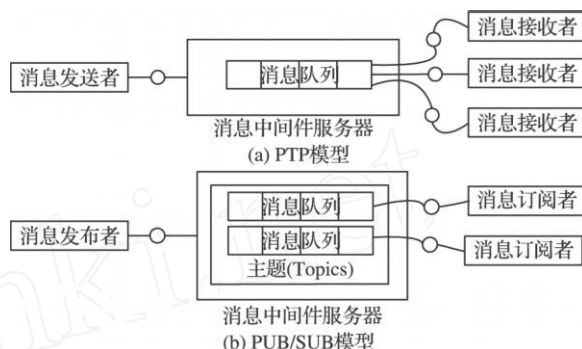 消息发送者
消息队列
消息接收者
消息接收者
消息接收者
消息中间件服务器
(a) PTP模型
消息发布者
消息队列
消息队列
主题(Topics)
消息订阅者
消息订阅者
消息中间件服务器
(b) PUB/SUB模型
nki.net